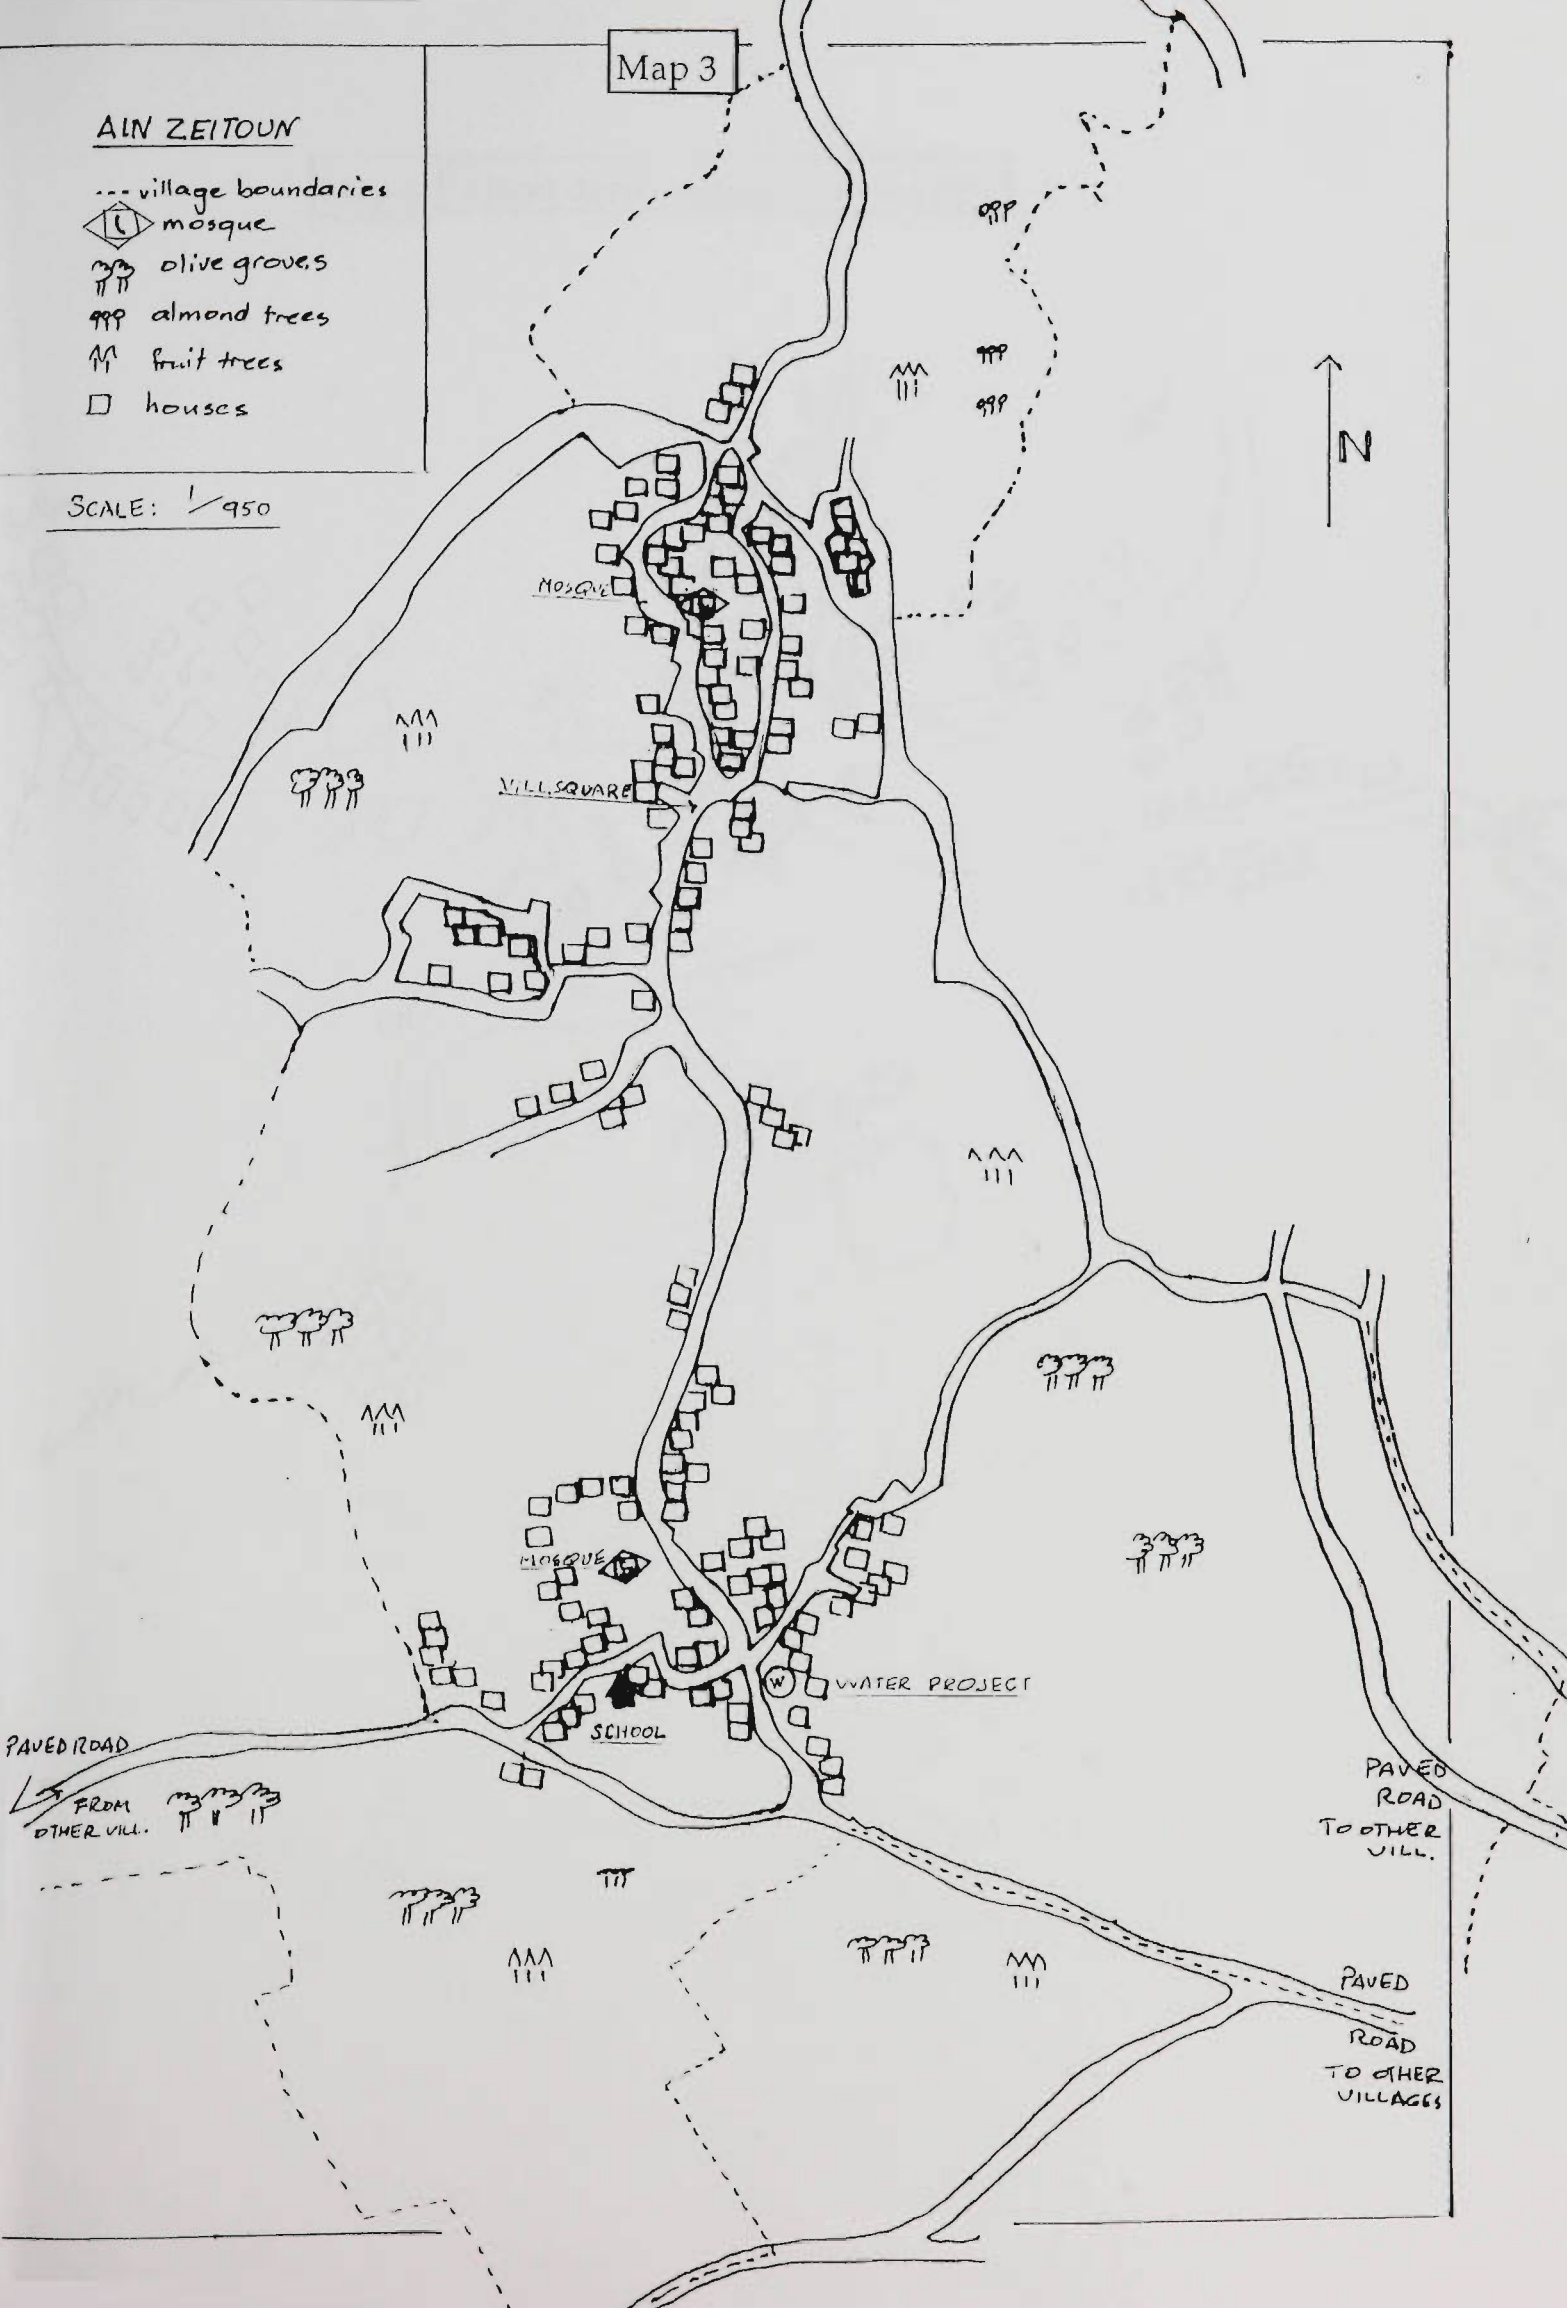 Map 3
AIN ZEITOUN
village boundaries
mosque
olive groves
almond trees
fruit trees
houses
SCALE: 1/950
N
MOSQUE
VILL.SQUARE
MOSQUE
W
WATER PROJECT
SCHOOL
PAVED ROAD
FROM
OTHER VILL.
PAVED
ROAD
TO OTHER
VILL.
PAVED
ROAD
TO OTHER
VILLAGES